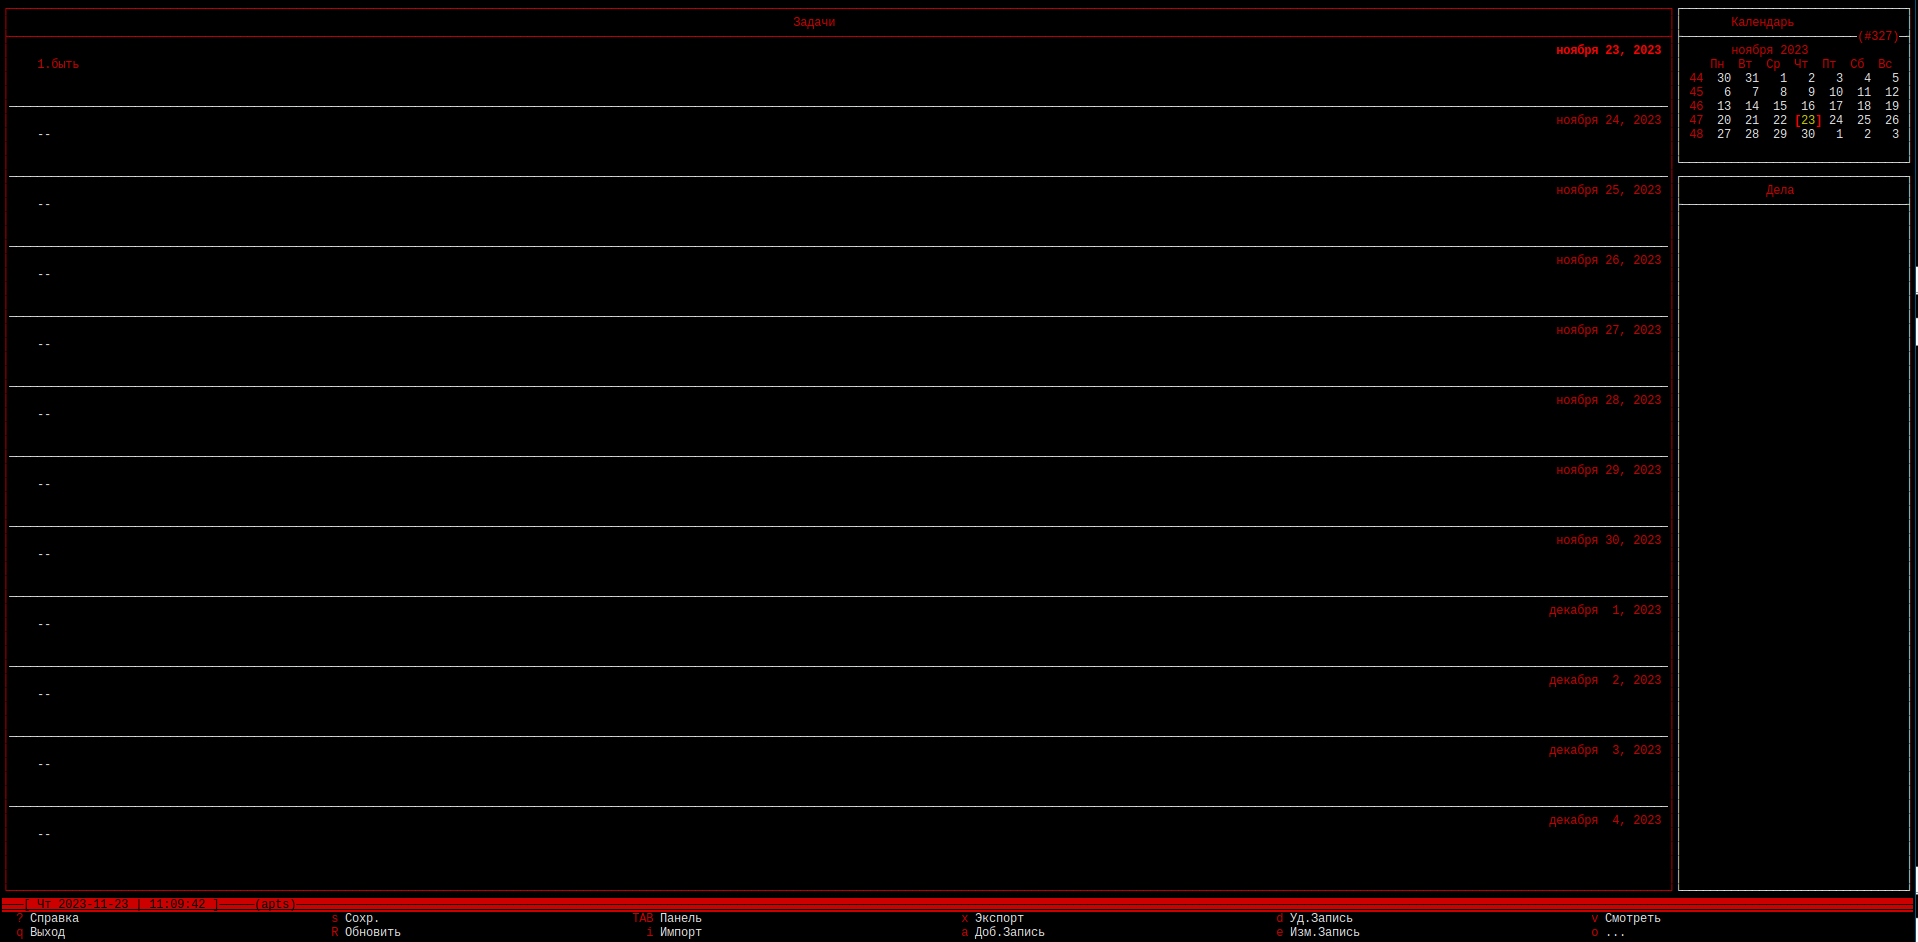 Задачи
ноября 23, 2023
1.быть
ноября 24, 2023
--
ноября 25, 2023
--
ноября 26, 2023
--
ноября 27, 2023
--
ноября 28, 2023
--
ноября 29, 2023
--
ноября 30, 2023
--
декабря  1, 2023
--
декабря  2, 2023
--
декабря  3, 2023
--
декабря  4, 2023
--
Календарь
(#327)
ноября 2023
Пн Вт Ср Чт Пт Сб Вс
44 30 31 1 2 3 4 5
45 6 7 8 9 10 11 12
46 13 14 15 16 17 18 19
47 20 21 22 [23] 24 25 26
48 27 28 29 30 1 2 3
Дела
[ Чт 2023-11-23 | 11:09:42 ] (apts)
? Справка s Сохр. TAB Панель x Экспорт d Уд.Запись v Смотреть
q Выход R Обновить i Импорт a Доб.Запись e Изм.Запись o ...